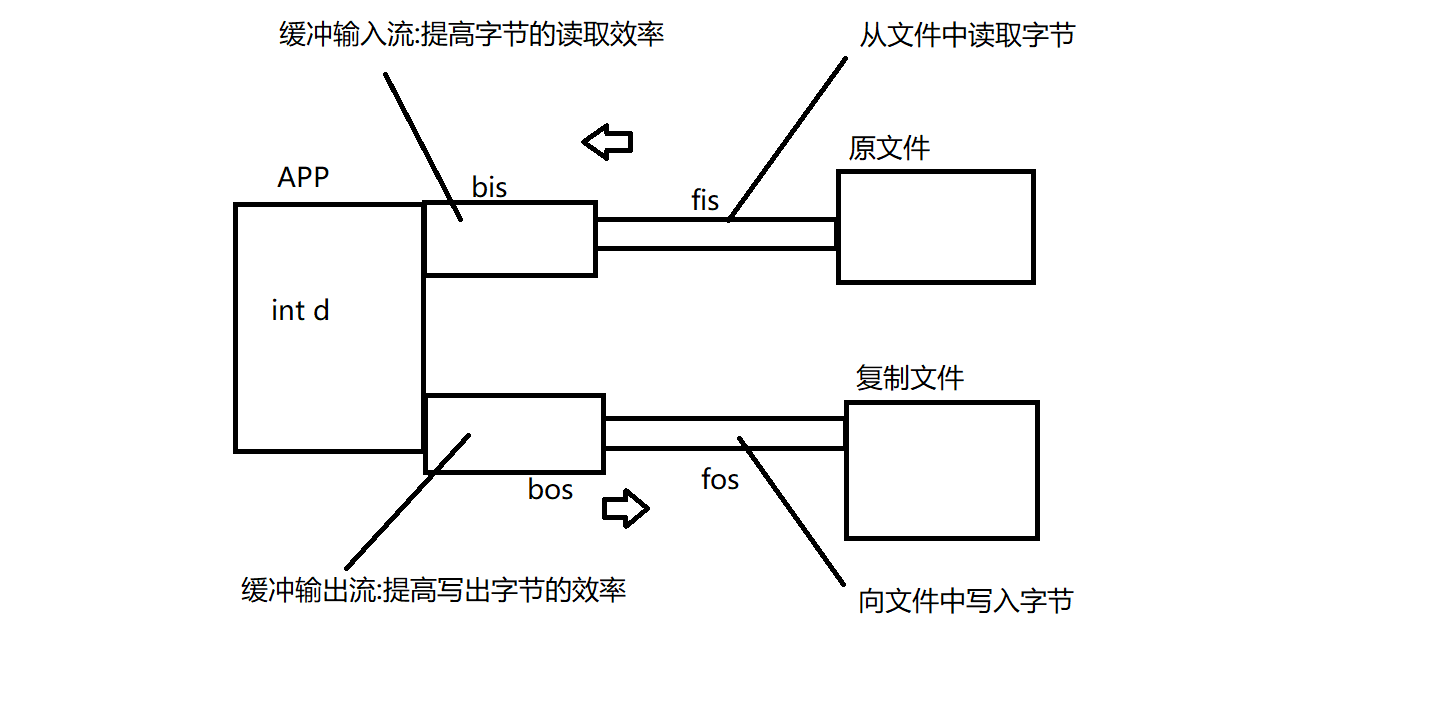 缓冲输入流:提高字节的读取效率
从文件中读取字节
原文件
APP
bis
fis
int d
复制文件
bos
fos
缓冲输出流:提高写出字节的效率
向文件中写入字节